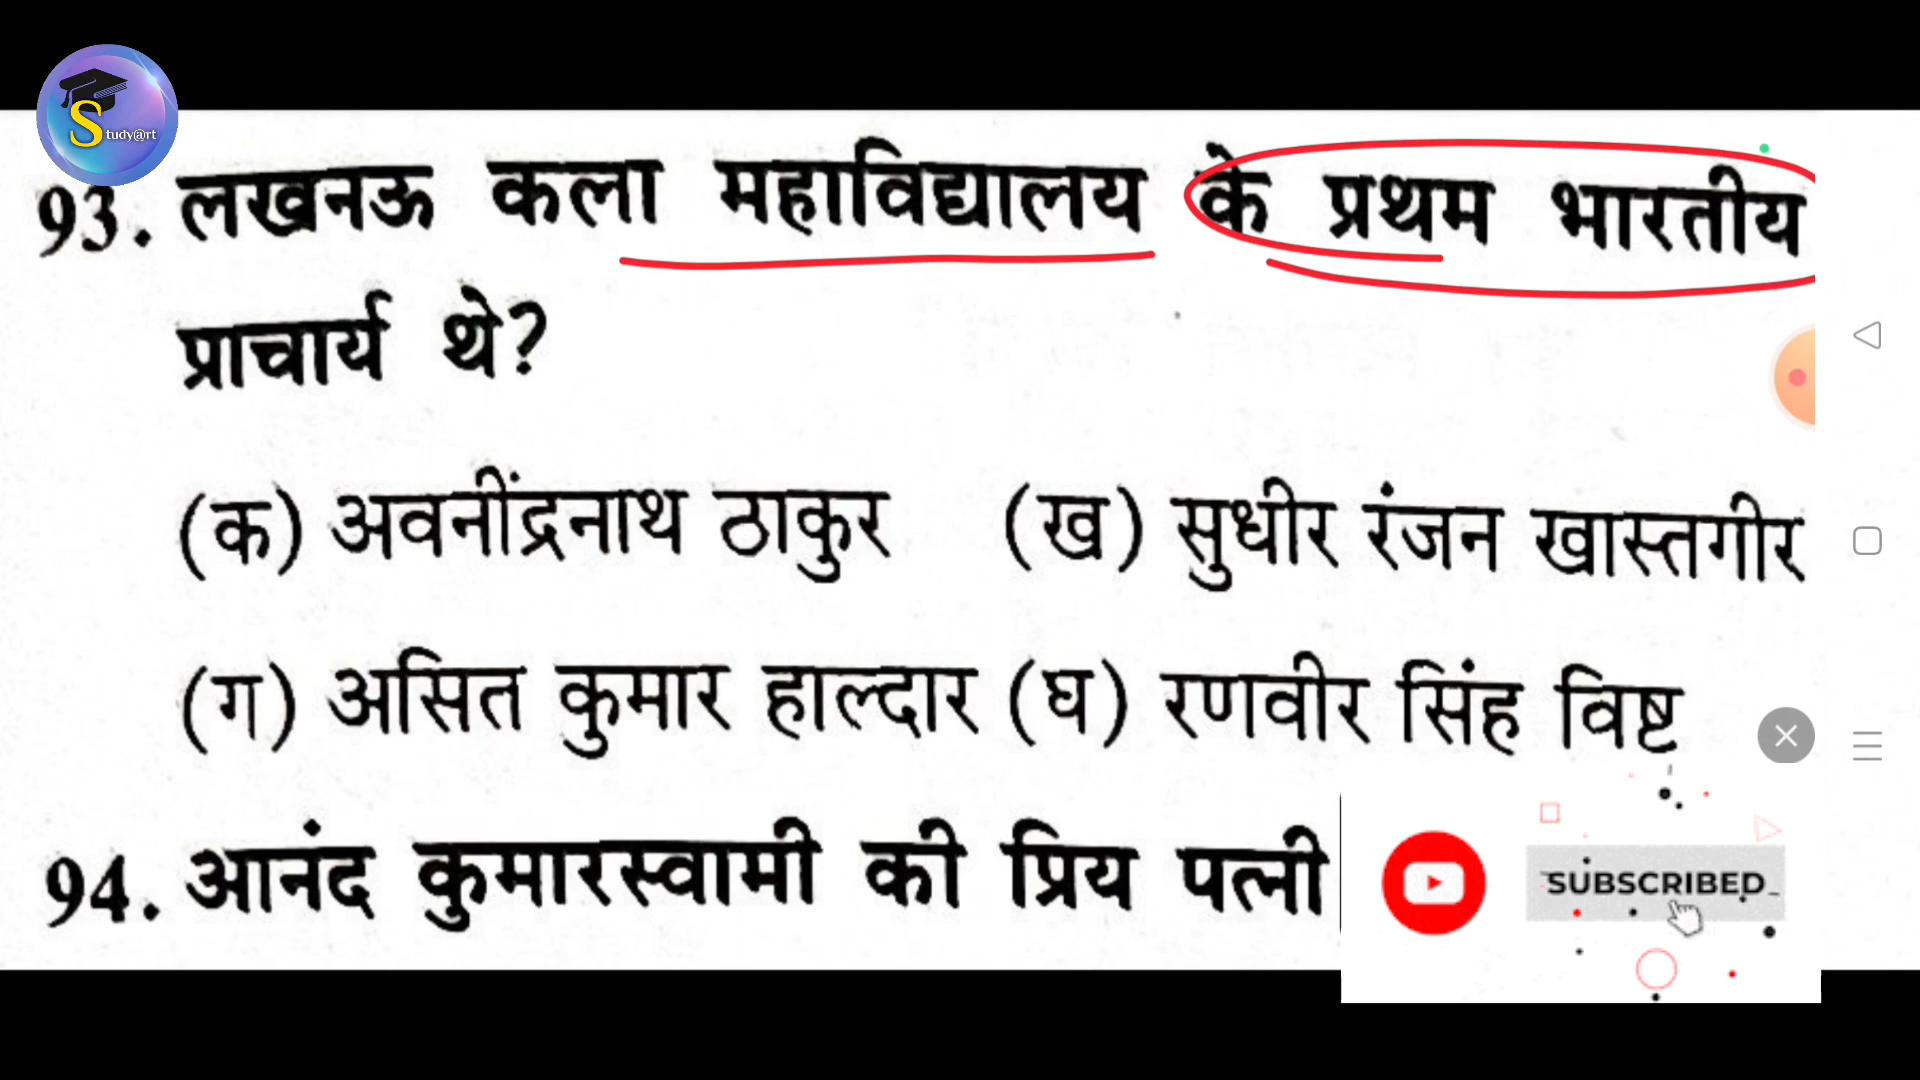 Study@rt
93. लखनऊ कला महाविद्यालय के प्रथम भारतीय
प्राचार्य थे?
(क) अवनींद्रनाथ ठाकुर (ख) सुधीर रंजन खास्तगीर
(ग) असित कुमार हाल्दार (घ) रणवीर सिंह विष्ट
94. आनंद कुमारस्वामी की प्रिय पत्नी
SUBSCRIBED